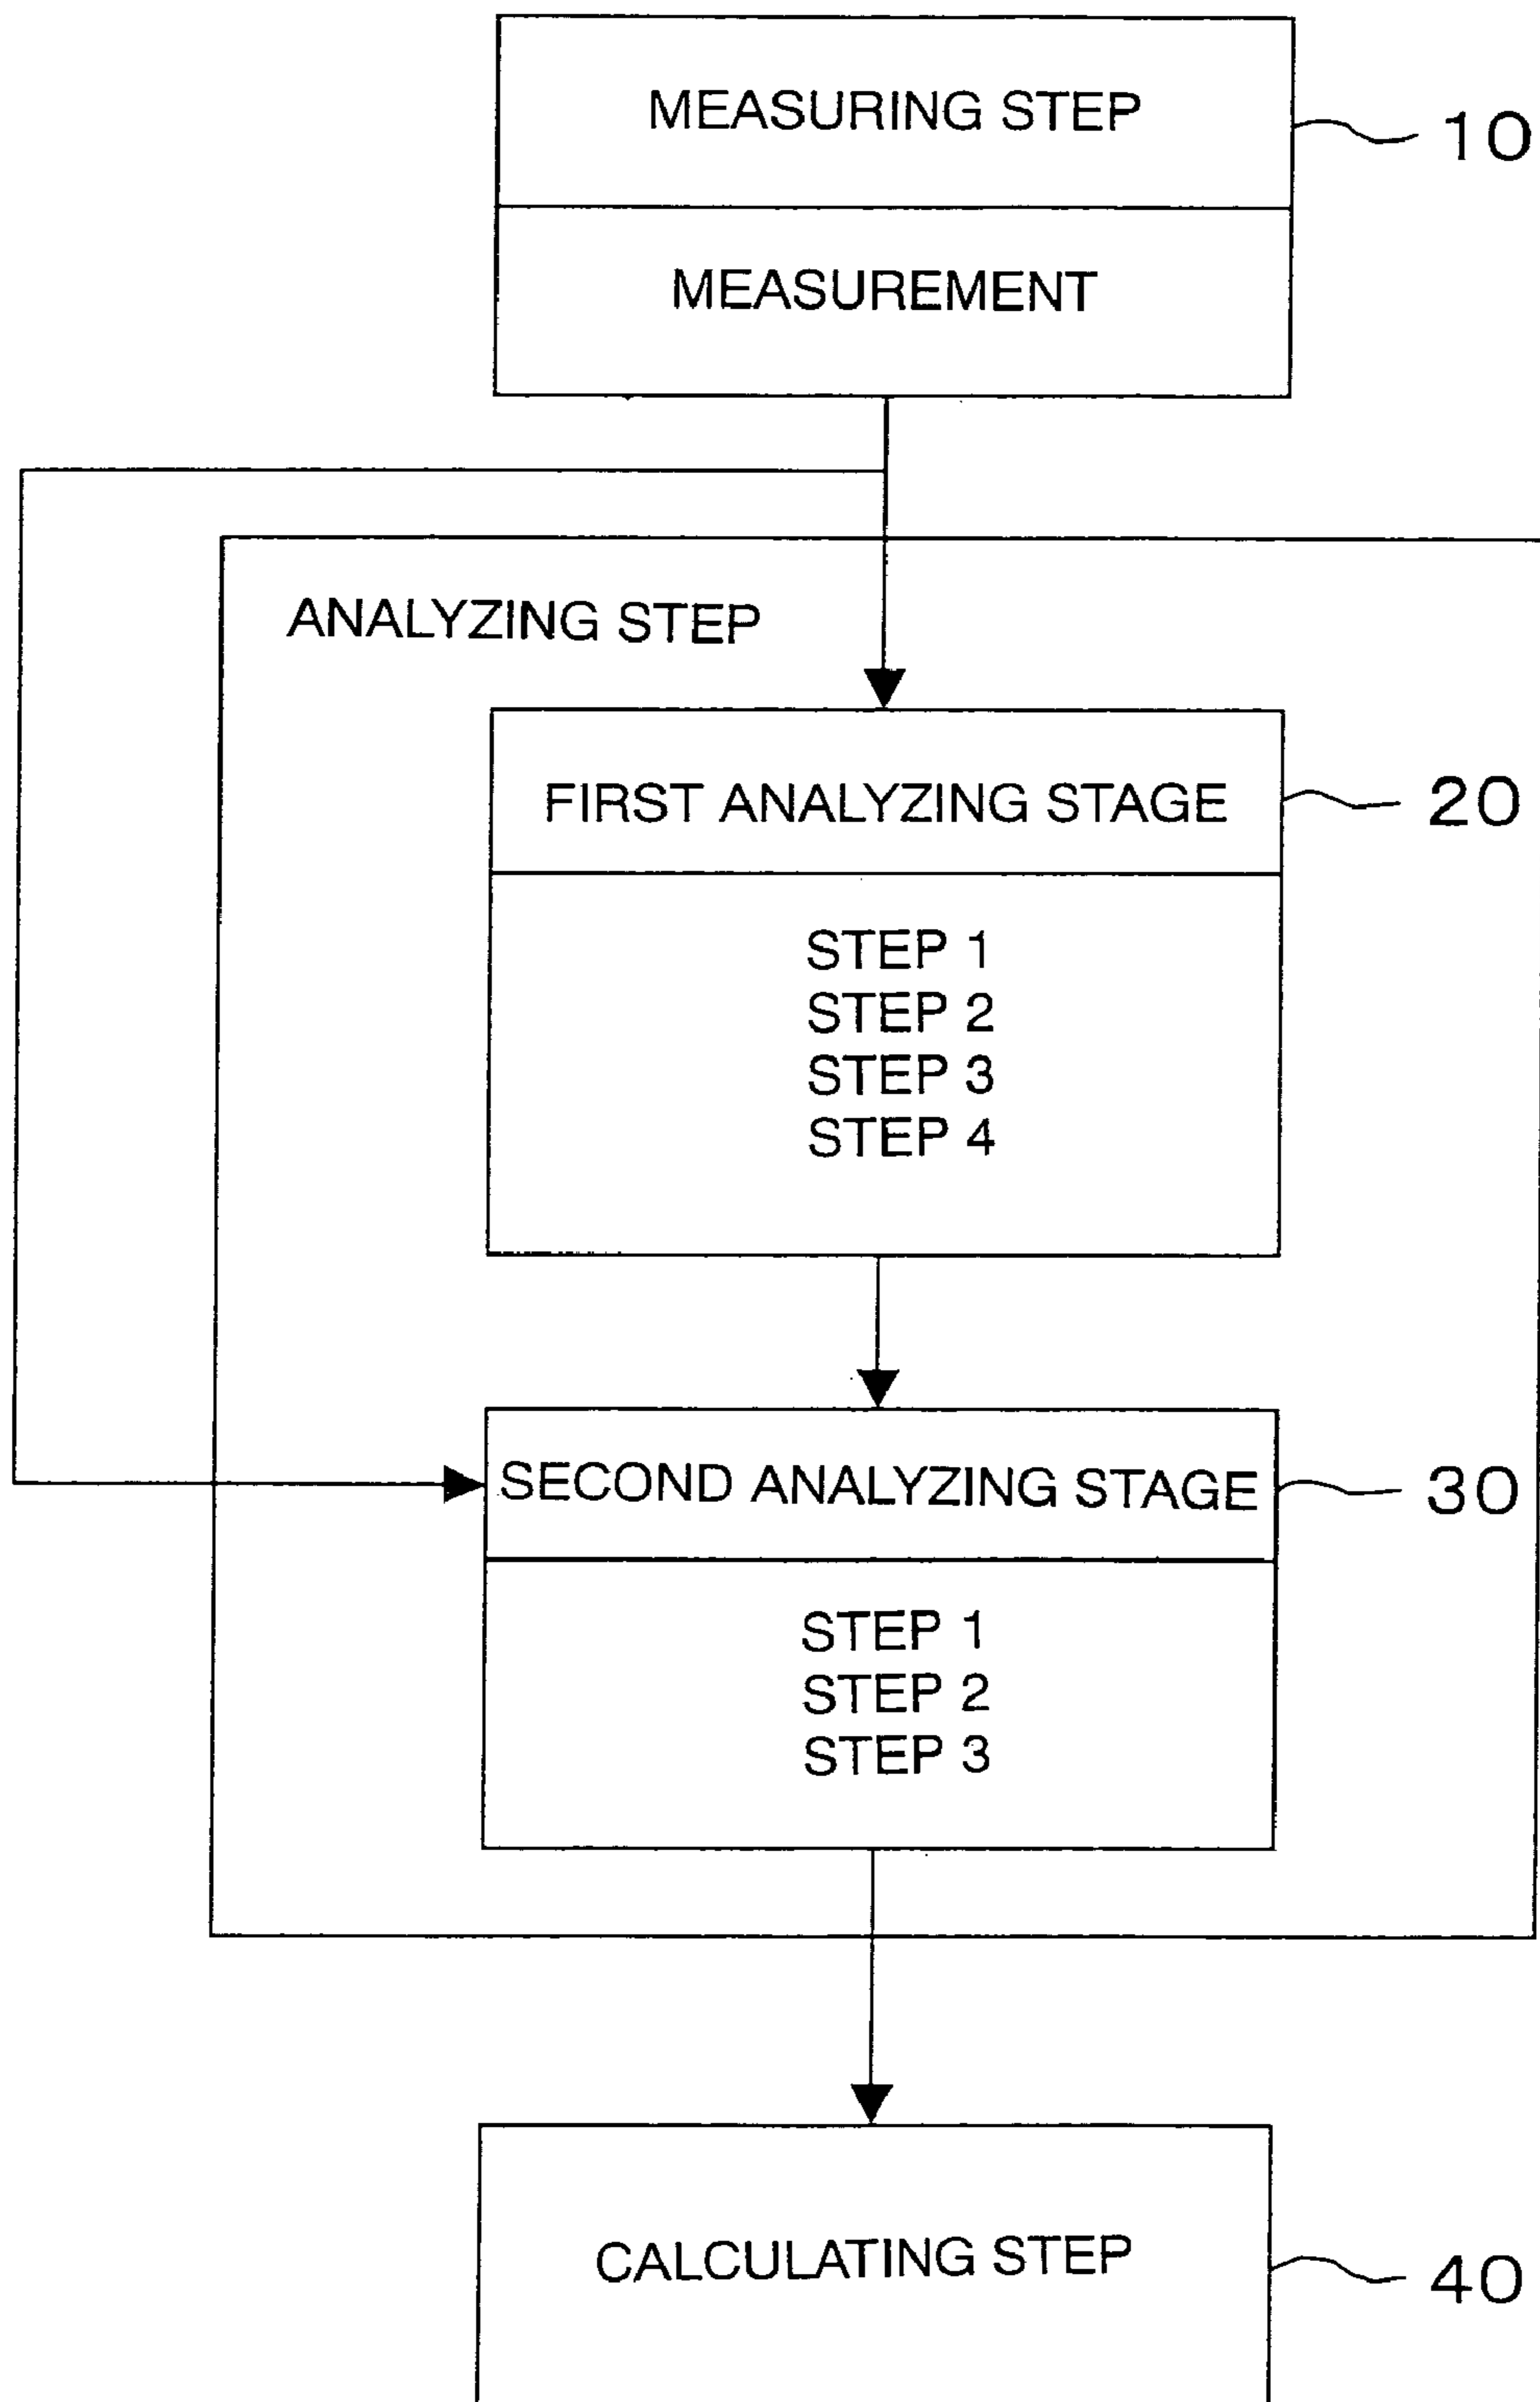 MEASURING STEP
10
MEASUREMENT
ANALYZING STEP
FIRST ANALYZING STAGE
20
STEP 1
STEP 2
STEP 3
STEP 4
SECOND ANALYZING STAGE
30
STEP 1
STEP 2
STEP 3
CALCULATING STEP
40